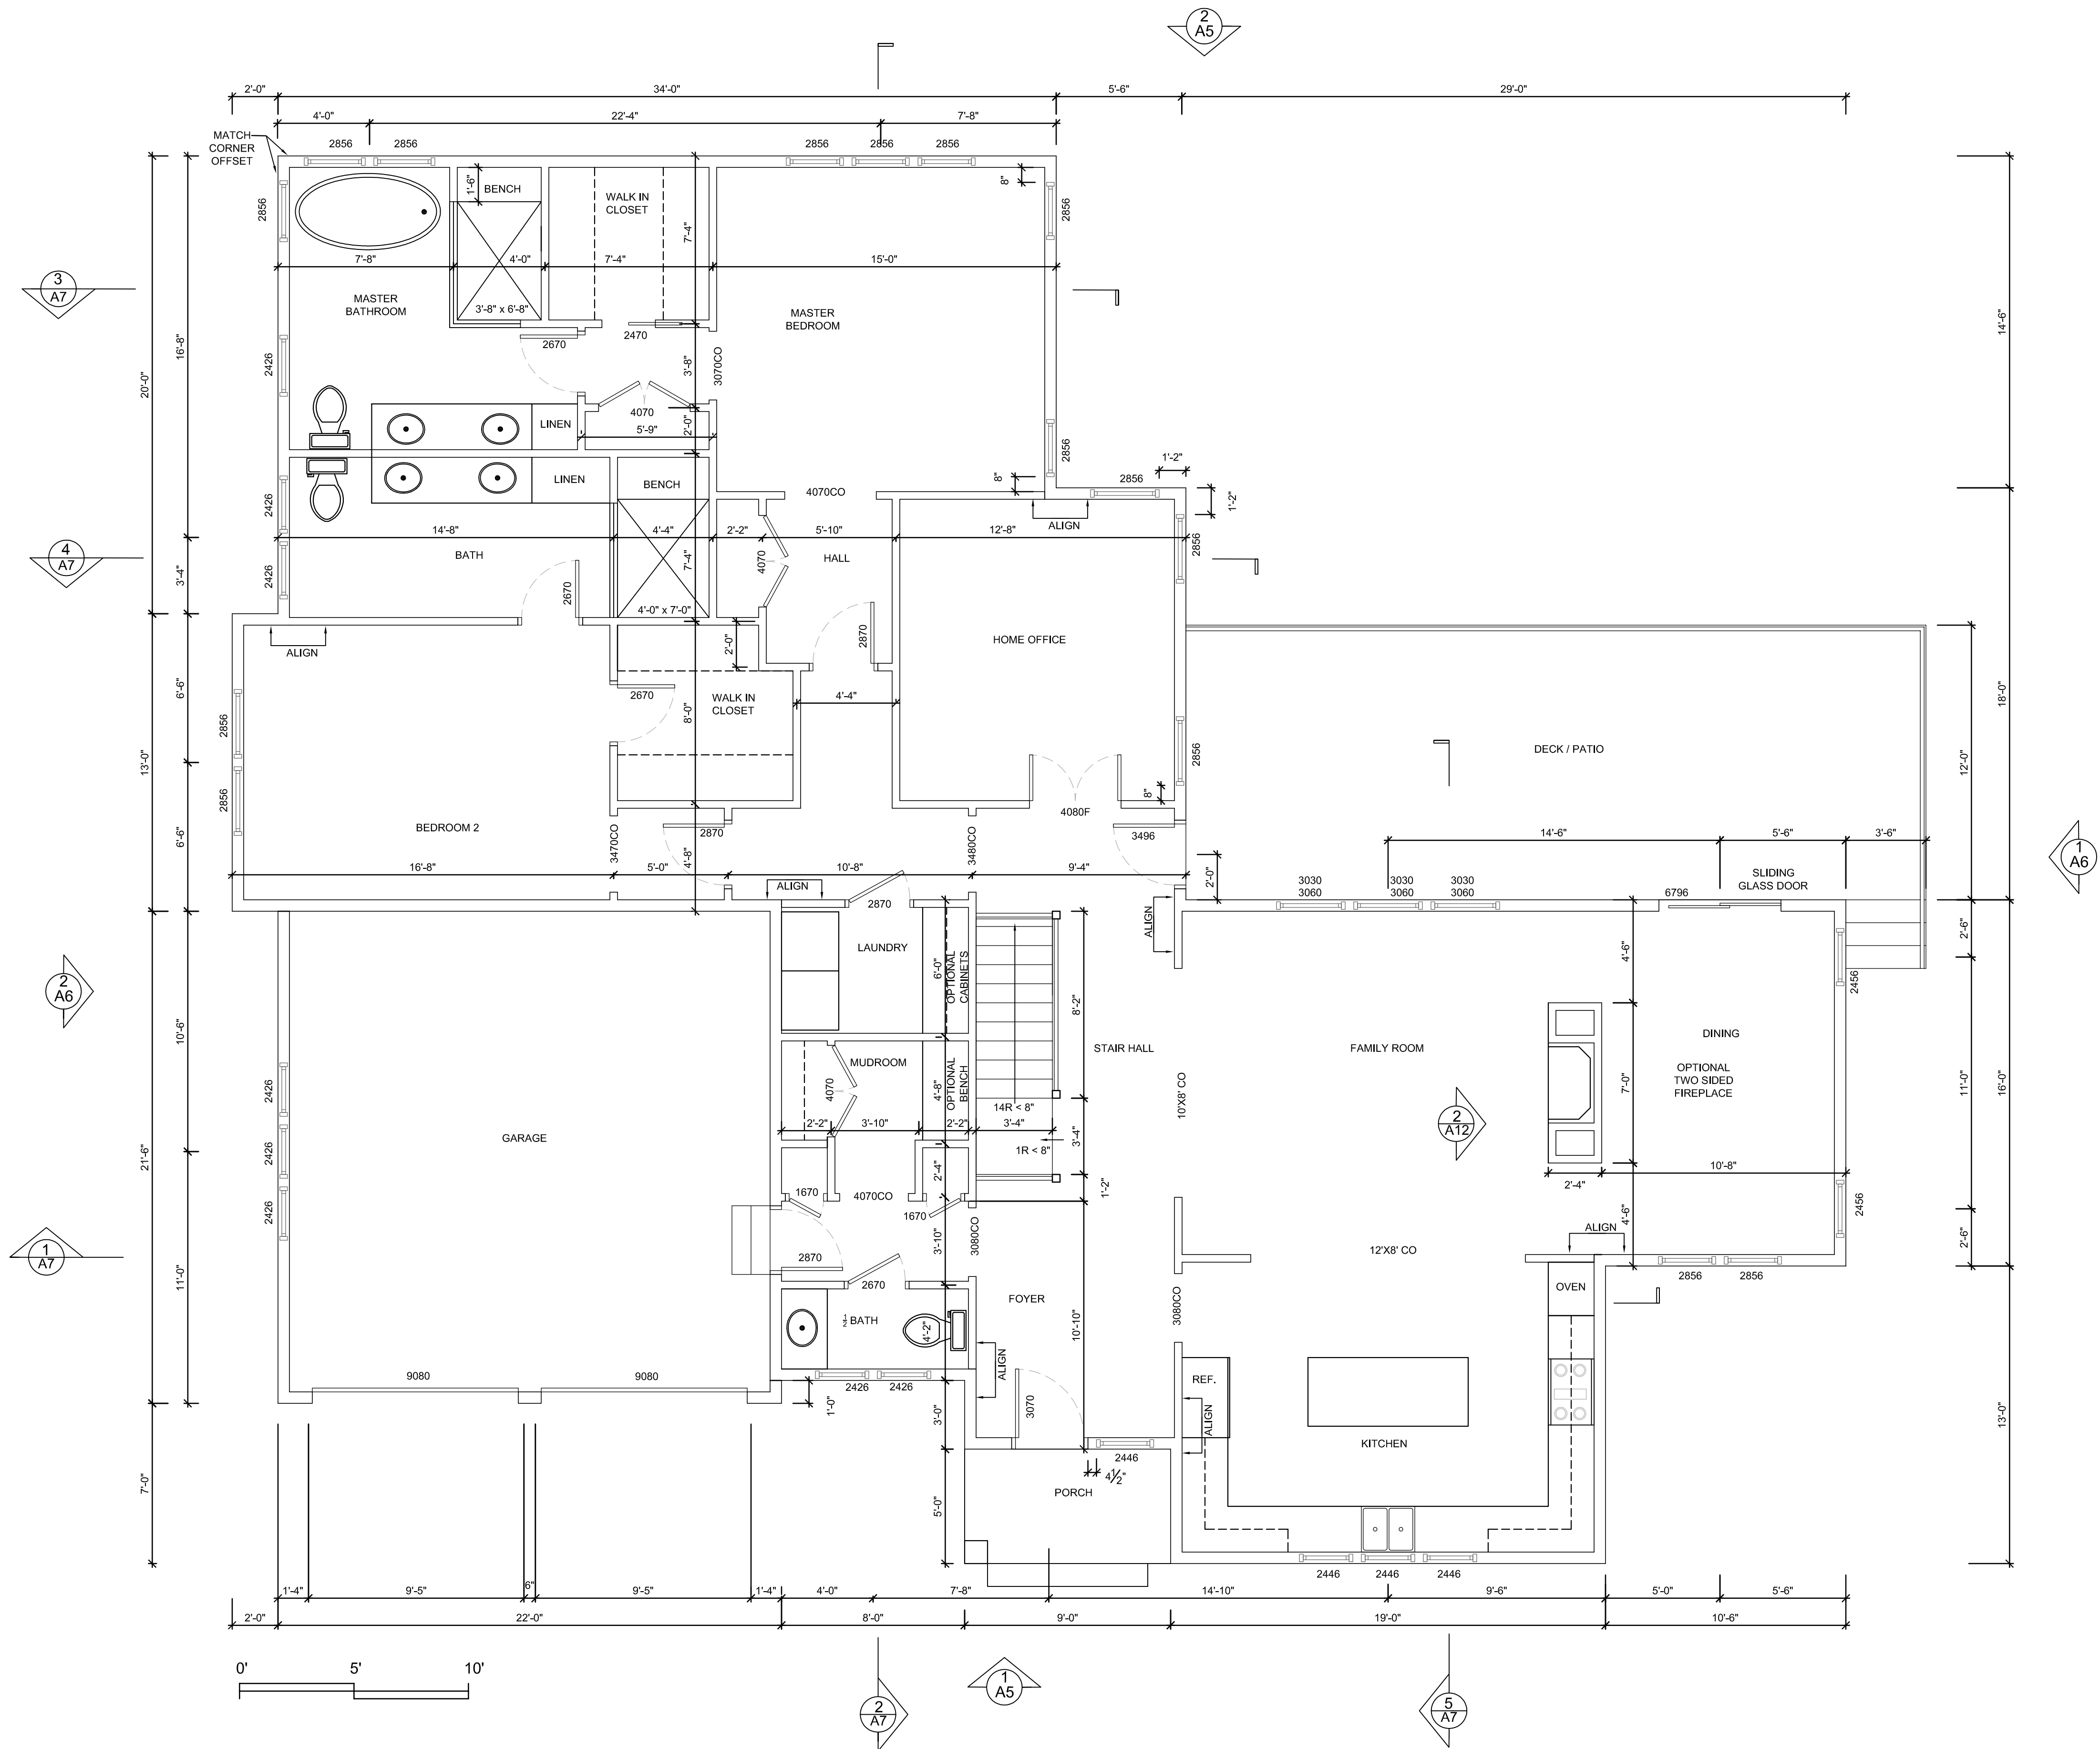 2
A5
2'-0"
34'-0"
5'-6"
29'-0"
4'-0"
22'-4"
7'-8"
MATCH
CORNER
OFFSET
2856
2856
2856
2856
2856
1'-6"
BENCH
WALK IN
CLOSET
8"
2856
2856
7'-4"
7'-8"
4'-0"
7'-4"
15'-0"
3
A7
MASTER
BATHROOM
3'-8" x 6'-8"
MASTER
BEDROOM
14'-6"
16'-8"
20'-0"
2426
2670
2470
3'-8"
3070CO
4070
LINEN
5'-9"
2'-0"
2856
1'-2"
LINEN
BENCH
4070CO
8"
2856
1'-2"
2426
ALIGN
14'-8"
4'-4"
2'-2"
5'-10"
12'-8"
4
A7
BATH
7'-4"
4070
HALL
2856
2426
3'-4"
2670
4'-0" x 7'-0"
ALIGN
2'-0"
2870
HOME OFFICE
6'-6"
2670
WALK IN
CLOSET
4'-4"
18'-0"
2856
8'-0"
2856
DECK / PATIO
12'-0"
13'-0"
2856
8"
4080F
BEDROOM 2
3470CO
2870
3480CO
3496
14'-6"
5'-6"
3'-6"
6'-6"
16'-8"
5'-0"
4'-8"
10'-8"
9'-4"
2'-0"
1
A6
SLIDING
GLASS DOOR
ALIGN
3030
3030
3030
3060
3060
3060
6796
2870
ALIGN
LAUNDRY
4'-6"
2'-6"
2
A6
6'-0"
OPTIONAL
CABINETS
8'-2"
2456
10'-6"
MUDROOM
STAIR HALL
FAMILY ROOM
DINING
OPTIONAL
TWO SIDED
FIREPLACE
2426
4070
4'-8"
OPTIONAL
BENCH
14R < 8"
10'X8' CO
7'-0"
11'-0"
16'-0"
2'-2"
3'-10"
2'-2"
3'-4"
2
A12
GARAGE
2426
3'-4"
1R < 8"
21'-6"
2'-4"
10'-8"
2'-4"
1670
4070CO
1'-2"
2426
1670
4'-6"
2456
ALIGN
2'-6"
1
A7
3'-10"
3080CO
12'X8' CO
2870
2670
2856
2856
11'-0"
OVEN
FOYER
3080CO
½ BATH
4'-2"
10'-10"
ALIGN
9080
9080
2426
2426
REF.
1'-0"
3'-0"
3070
ALIGN
KITCHEN
13'-0"
2446
4½"
7'-0"
PORCH
5'-0"
2446
2446
2446
1'-4"
9'-5"
6"
9'-5"
1'-4"
4'-0"
7'-8"
14'-10"
9'-6"
5'-0"
5'-6"
2'-0"
22'-0"
8'-0"
9'-0"
19'-0"
10'-6"
0'
5'
10'
1
A5
2
A7
5
A7